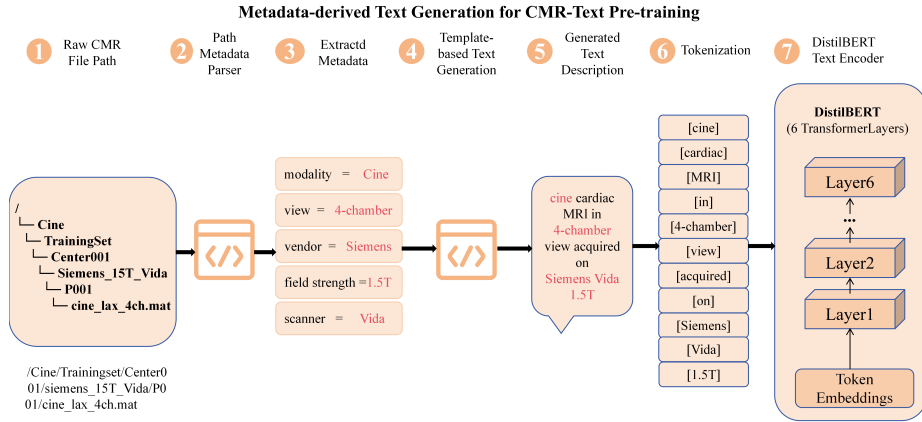 Metadata-derived Text Generation for CMR-Text Pre-training
1 Raw CMR
File Path
2 Path
Metadata
Parser
3 Extractd
Metadata
4 Template-
based Text
Generation
5 Generated
Text
Description
6 Tokenization
7 DistilBERT
Text Encoder
/
Cine
TrainingSet
Center001
Siemens_15T_Vida
P001
cine_lax_4ch.mat
/Cine/Trainingset/Center0
01/siemens_15T_Vida/P0
01/cine_lax_4ch.mat
</>
modality = Cine
view = 4-chamber
vendor = Siemens
field strength =1.5T
scanner = Vida
</>
cine cardiac
MRI in
4-chamber
view acquired
on
Siemens Vida
1.5T
[cine]
[cardiac]
[MRI]
[in]
[4-chamber]
[view]
[acquired]
[on]
[Siemens]
[Vida]
[1.5T]
DistilBERT
(6 TransformerLayers)
Layer6
...
Layer2
Layer1
Token
Embeddings